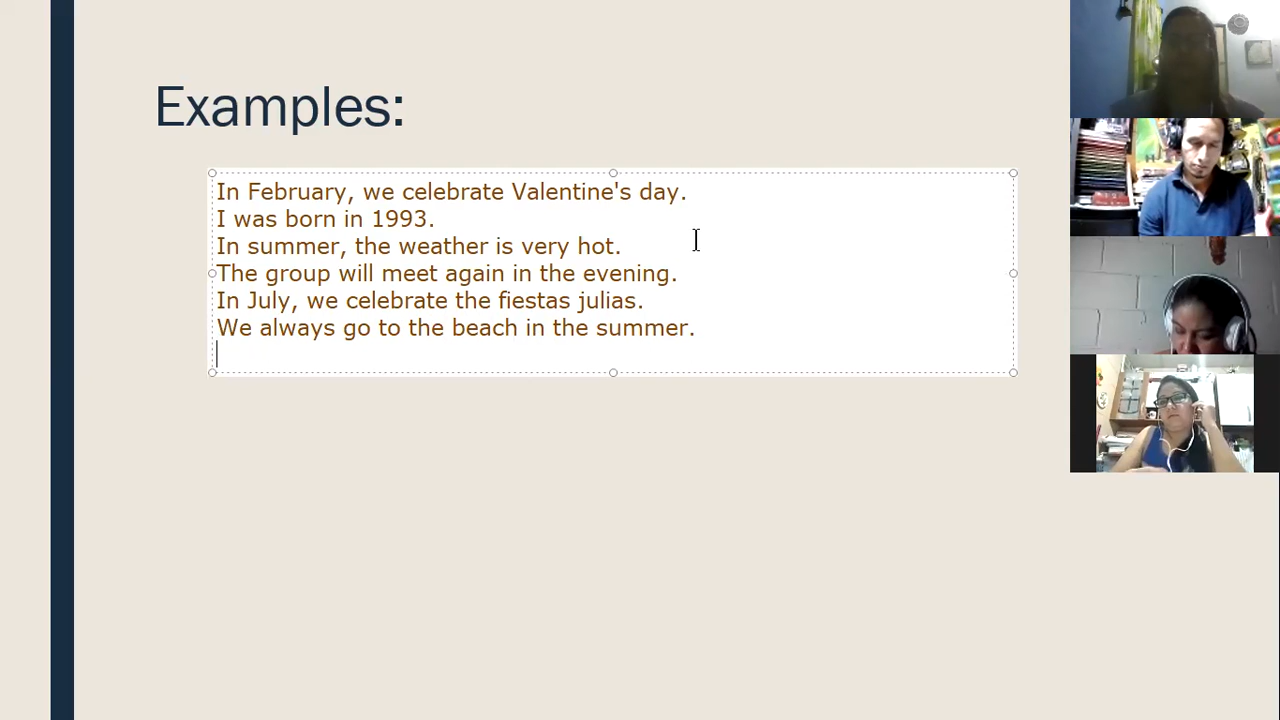 Examples:
In February, we celebrate Valentine's day.
I was born in 1993.
In summer, the weather is very hot.
The group will meet again in the evening.
In July, we celebrate the fiestas julias.
We always go to the beach in the summer.